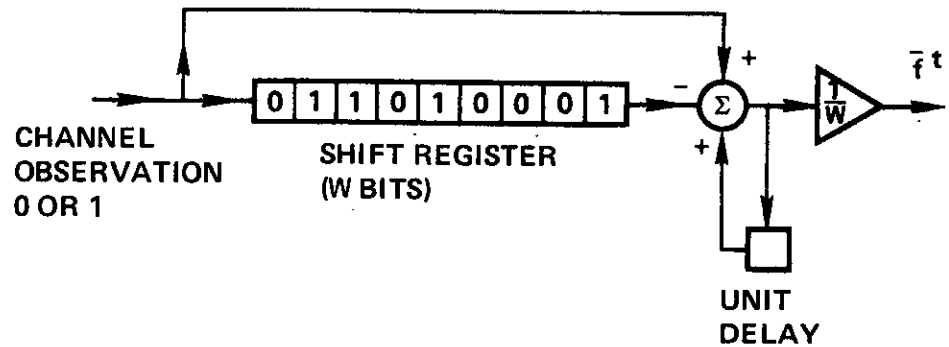 +
f̄ t
0 1 1 0 1 0 0 0 1
−
Σ
1
W
+
CHANNEL
OBSERVATION
0 OR 1
SHIFT REGISTER
(W BITS)
UNIT
DELAY